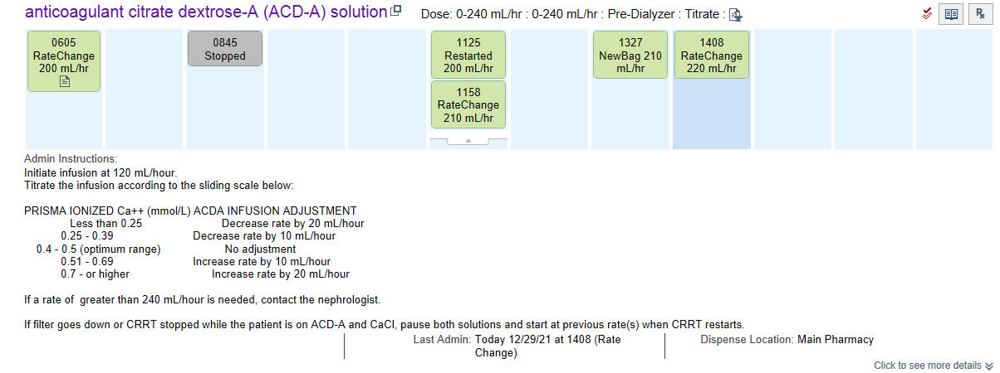 anticoagulant citrate dextrose-A (ACD-A) solution Dose: 0-240 mL/hr : 0-240 mL/hr : Pre-Dialyzer : Titrate :
0605
RateChange
200 mL/hr
0845
Stopped
1125
Restarted
200 mL/hr
1158
RateChange
210 mL/hr
1327
NewBag 210
mL/hr
1408
RateChange
220 mL/hr
Admin Instructions:
Initiate infusion at 120 mL/hour.
Titrate the infusion according to the sliding scale below:
PRISMA IONIZED Ca++ (mmol/L) ACDA INFUSION ADJUSTMENT
Less than 0.25 Decrease rate by 20 mL/hour
0.25 - 0.39 Decrease rate by 10 mL/hour
0.4 - 0.5 (optimum range) No adjustment
0.51 - 0.69 Increase rate by 10 mL/hour
0.7 - or higher Increase rate by 20 mL/hour
If a rate of greater than 240 mL/hour is needed, contact the nephrologist.
If filter goes down or CRRT stopped while the patient is on ACD-A and CaCl, pause both solutions and start at previous rate(s) when CRRT restarts.
Last Admin: Today 12/29/21 at 1408 (Rate
Change)
Dispense Location: Main Pharmacy
Click to see more details